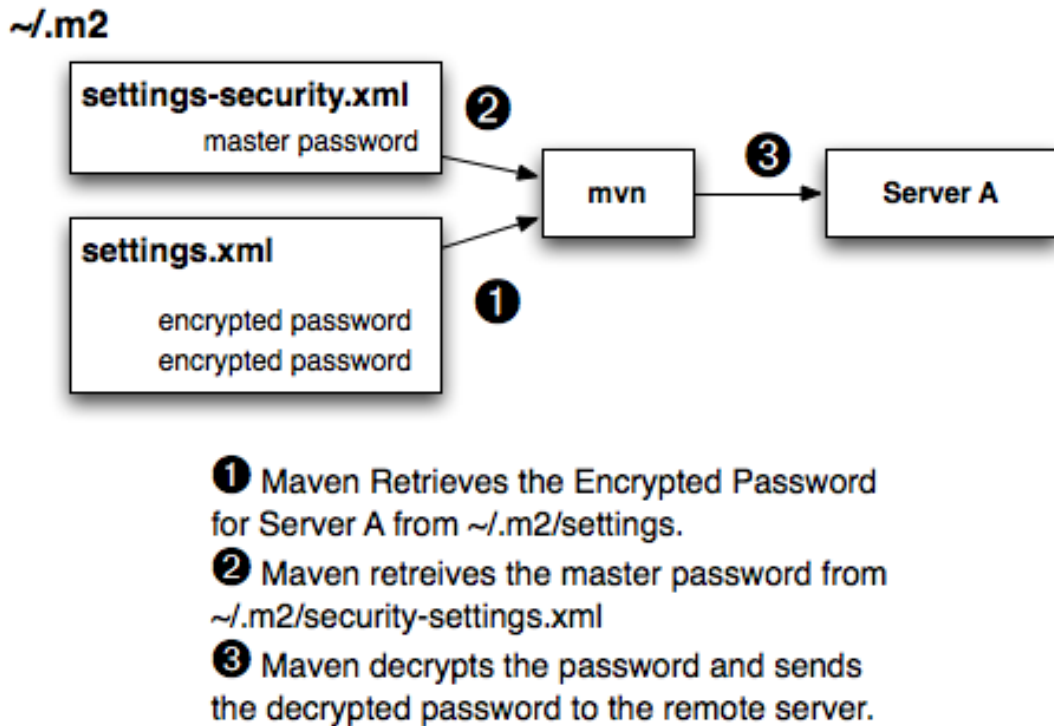 ~/.m2
settings-security.xml
master password
❷
mvn
❸
Server A
settings.xml
❶
encrypted password
encrypted password
❶ Maven Retrieves the Encrypted Password
for Server A from ~/.m2/settings.
❷ Maven retreives the master password from
~/.m2/security-settings.xml
❸ Maven decrypts the password and sends
the decrypted password to the remote server.